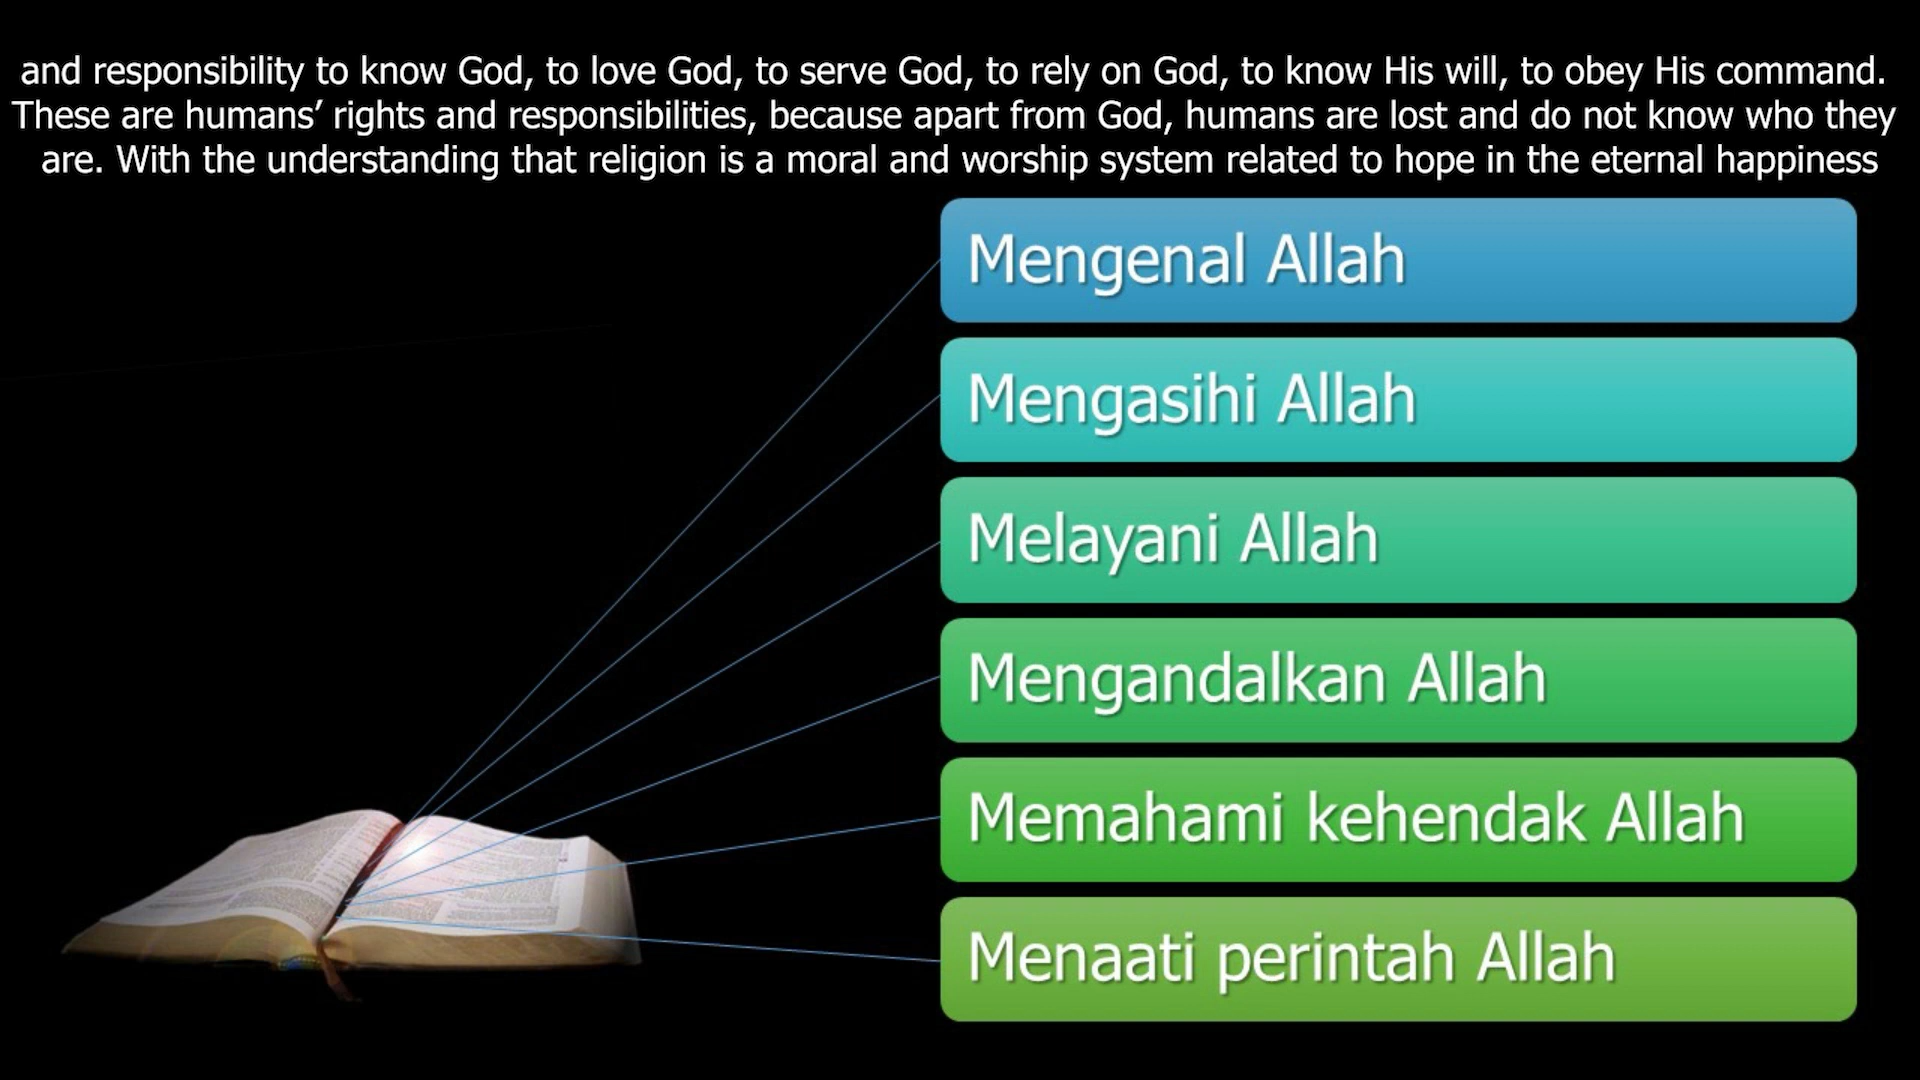 and responsibility to know God, to love God, to serve God, to rely on God, to know His will, to obey His command.
These are humans’ rights and responsibilities, because apart from God, humans are lost and do not know who they
are. With the understanding that religion is a moral and worship system related to hope in the eternal happiness
Mengenal Allah
Mengasihi Allah
Melayani Allah
Mengandalkan Allah
Memahami kehendak Allah
Menaati perintah Allah